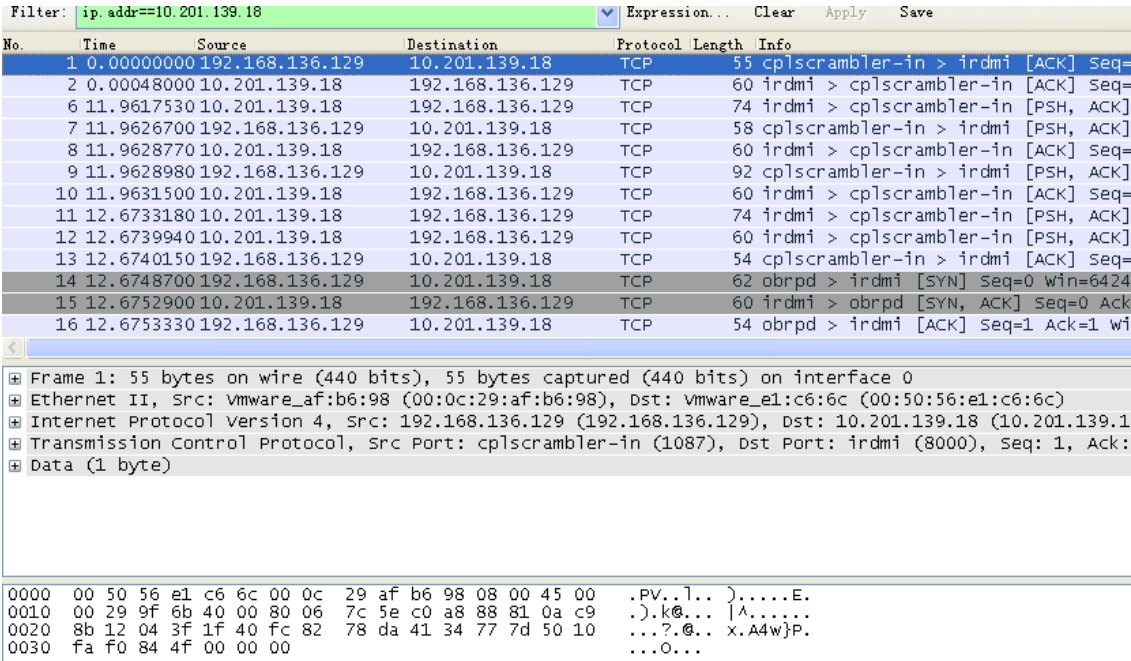 Filter: ip.addr==10.201.139.18 Expression... Clear Apply Save
No. Time Source Destination Protocol Length Info
1 0.00000000 192.168.136.129 10.201.139.18 TCP 55 cplscrambler-in > irdmi [ACK] Seq=
2 0.00048000 10.201.139.18 192.168.136.129 TCP 60 irdmi > cplscrambler-in [ACK] Seq=
6 11.9617530 10.201.139.18 192.168.136.129 TCP 74 irdmi > cplscrambler-in [PSH, ACK]
7 11.9626700 192.168.136.129 10.201.139.18 TCP 58 cplscrambler-in > irdmi [PSH, ACK]
8 11.9628770 10.201.139.18 192.168.136.129 TCP 60 irdmi > cplscrambler-in [ACK] Seq=
9 11.9628980 192.168.136.129 10.201.139.18 TCP 92 cplscrambler-in > irdmi [PSH, ACK]
10 11.9631500 10.201.139.18 192.168.136.129 TCP 60 irdmi > cplscrambler-in [ACK] Seq=
11 12.6733180 10.201.139.18 192.168.136.129 TCP 74 irdmi > cplscrambler-in [PSH, ACK]
12 12.6739940 10.201.139.18 192.168.136.129 TCP 60 irdmi > cplscrambler-in [PSH, ACK]
13 12.6740150 192.168.136.129 10.201.139.18 TCP 54 cplscrambler-in > irdmi [ACK] Seq=
14 12.6748700 192.168.136.129 10.201.139.18 TCP 62 obrpd > irdmi [SYN] Seq=0 Win=6424
15 12.6752900 10.201.139.18 192.168.136.129 TCP 60 irdmi > obrpd [SYN, ACK] Seq=0 Ack
16 12.6753330 192.168.136.129 10.201.139.18 TCP 54 obrpd > irdmi [ACK] Seq=1 Ack=1 Wi
Frame 1: 55 bytes on wire (440 bits), 55 bytes captured (440 bits) on interface 0
Ethernet II, Src: Vmware_af:b6:98 (00:0c:29:af:b6:98), Dst: Vmware_e1:c6:6c (00:50:56:e1:c6:6c)
Internet Protocol Version 4, Src: 192.168.136.129 (192.168.136.129), Dst: 10.201.139.18 (10.201.139.1
Transmission Control Protocol, Src Port: cplscrambler-in (1087), Dst Port: irdmi (8000), Seq: 1, Ack:
Data (1 byte)
0000 00 50 56 e1 c6 6c 00 0c 29 af b6 98 08 00 45 00 .PV..l.. ).....E.
0010 00 29 9f 6b 40 00 80 06 7c 5e c0 a8 88 81 0a c9 .).k@... |^......
0020 8b 12 04 3f 1f 40 fc 82 78 da 41 34 77 7d 50 10 ...?.@.. x.A4w}P.
0030 fa f0 84 4f 00 00 00 ...O...